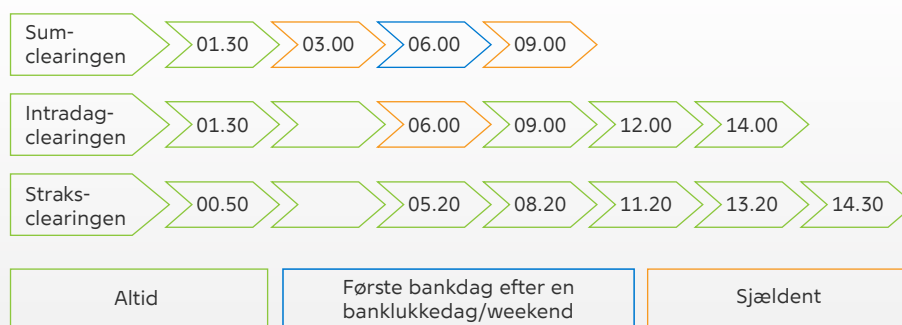 Sum-
clearingen
01.30
03.00
06.00
09.00
Intradag-
clearingen
01.30
06.00
09.00
12.00
14.00
Straks-
clearingen
00.50
05.20
08.20
11.20
13.20
14.30
Altid
Første bankdag efter en
banklukkedag/weekend
Sjældent